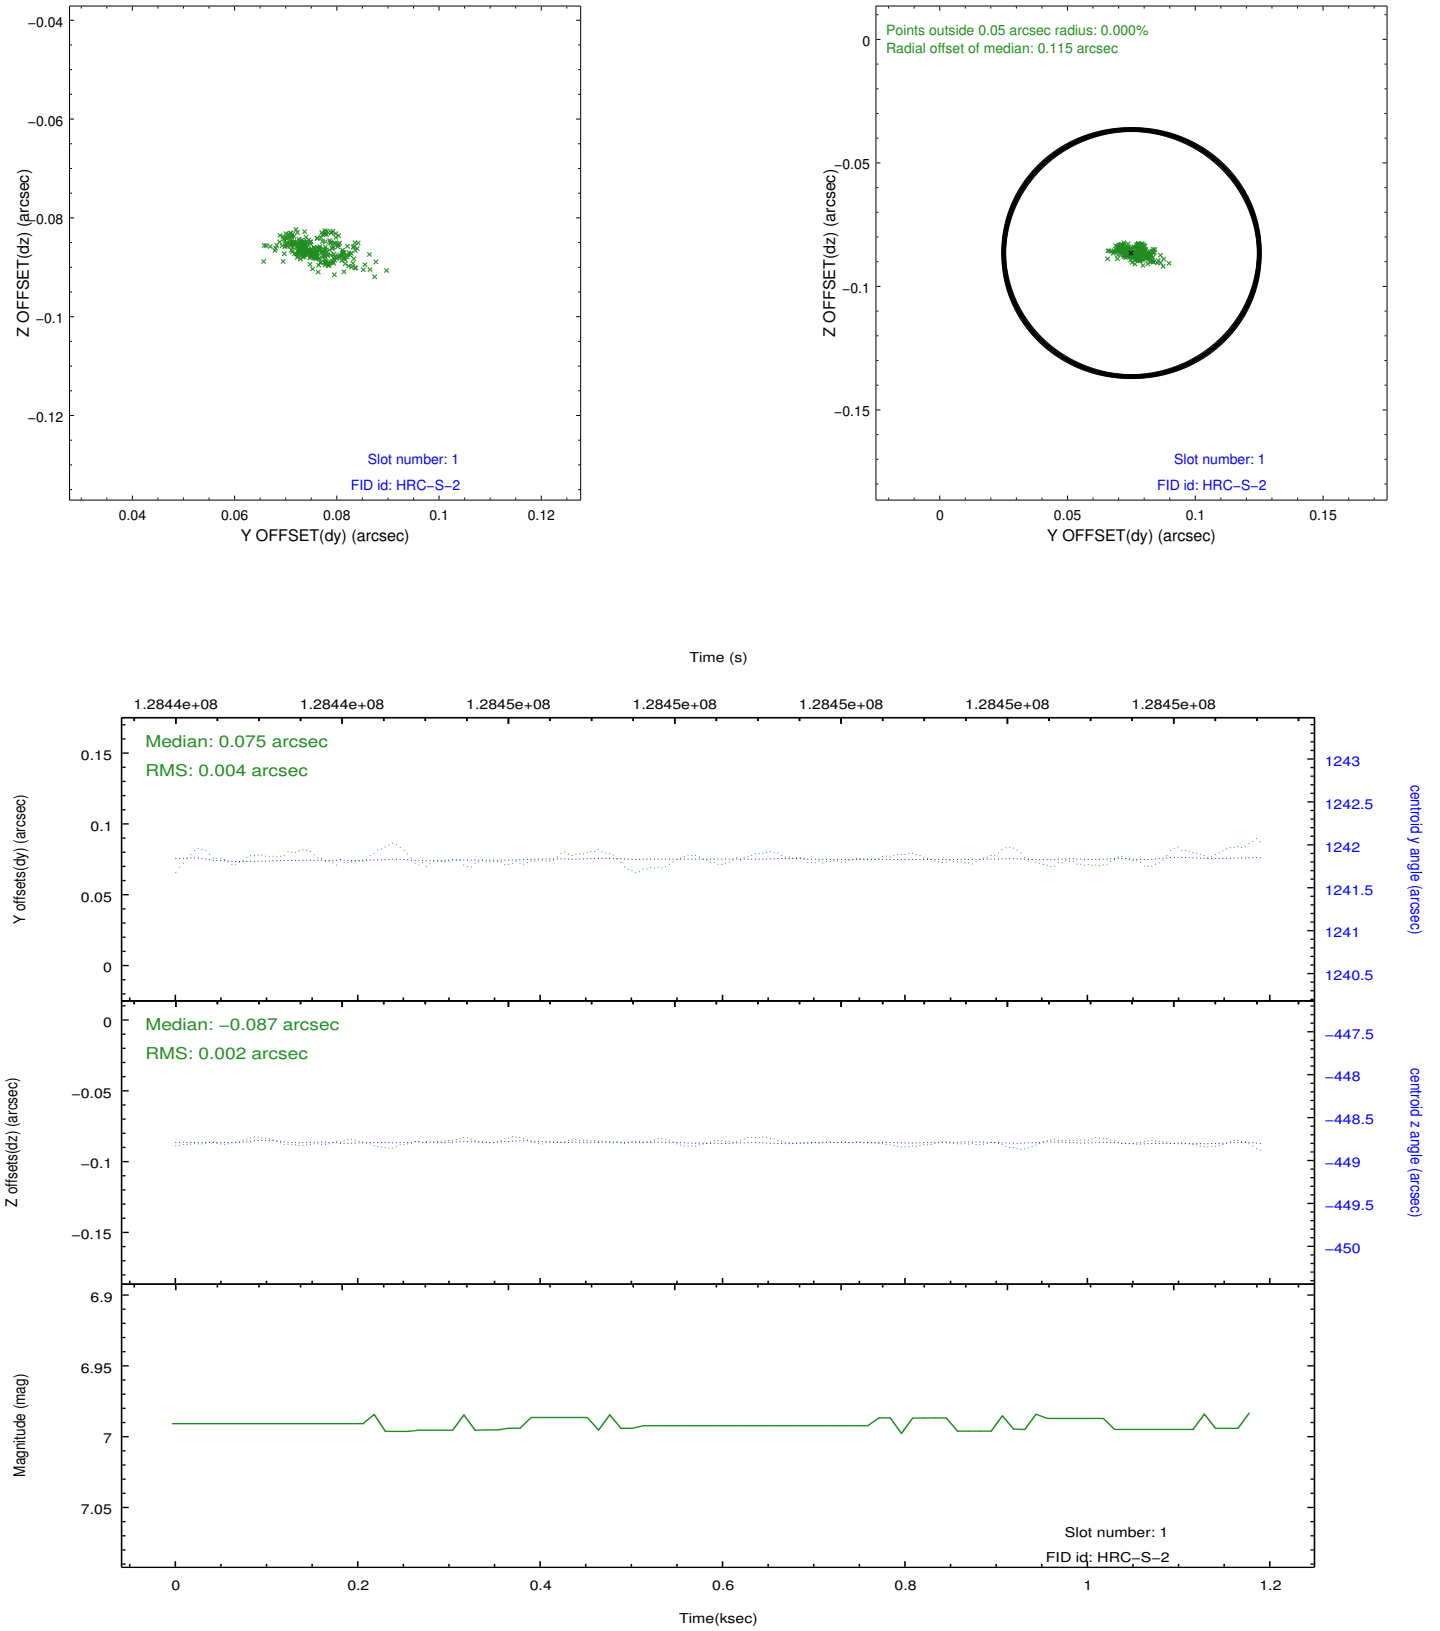 −0.04
−0.06
−0.08
−0.1
−0.12
Z OFFSET(dz) (arcsec)
Slot number: 1
FID id: HRC−S−2
0.04 0.06 0.08 0.1 0.12
Y OFFSET(dy) (arcsec)
Points outside 0.05 arcsec radius: 0.000%
Radial offset of median: 0.115 arcsec
0
−0.05
−0.1
−0.15
Z OFFSET(dz) (arcsec)
Slot number: 1
FID id: HRC−S−2
0 0.05 0.1 0.15
Y OFFSET(dy) (arcsec)
Time (s)
1.2844e+08 1.2844e+08 1.2845e+08 1.2845e+08 1.2845e+08 1.2845e+08 1.2845e+08
Median: 0.075 arcsec
RMS: 0.004 arcsec
0.15
0.1
0.05
0
Y offsets(dy) (arcsec)
1243
1242.5
1242
1241.5
1241
1240.5
centroid y angle (arcsec)
Median: −0.087 arcsec
RMS: 0.002 arcsec
0
−0.05
−0.1
−0.15
Z offsets(dz) (arcsec)
−447.5
−448
−448.5
−449
−449.5
−450
centroid z angle (arcsec)
6.9
6.95
7
7.05
Magnitude (mag)
Slot number: 1
FID id: HRC−S−2
0 0.2 0.4 0.6 0.8 1 1.2
Time(ksec)